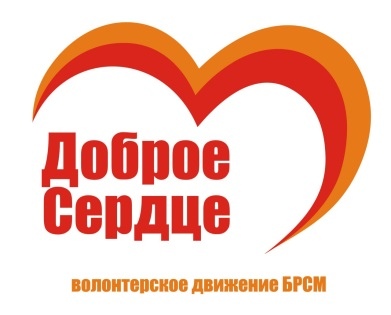 Доброе
Сердце
волонтерское движение БРСМ